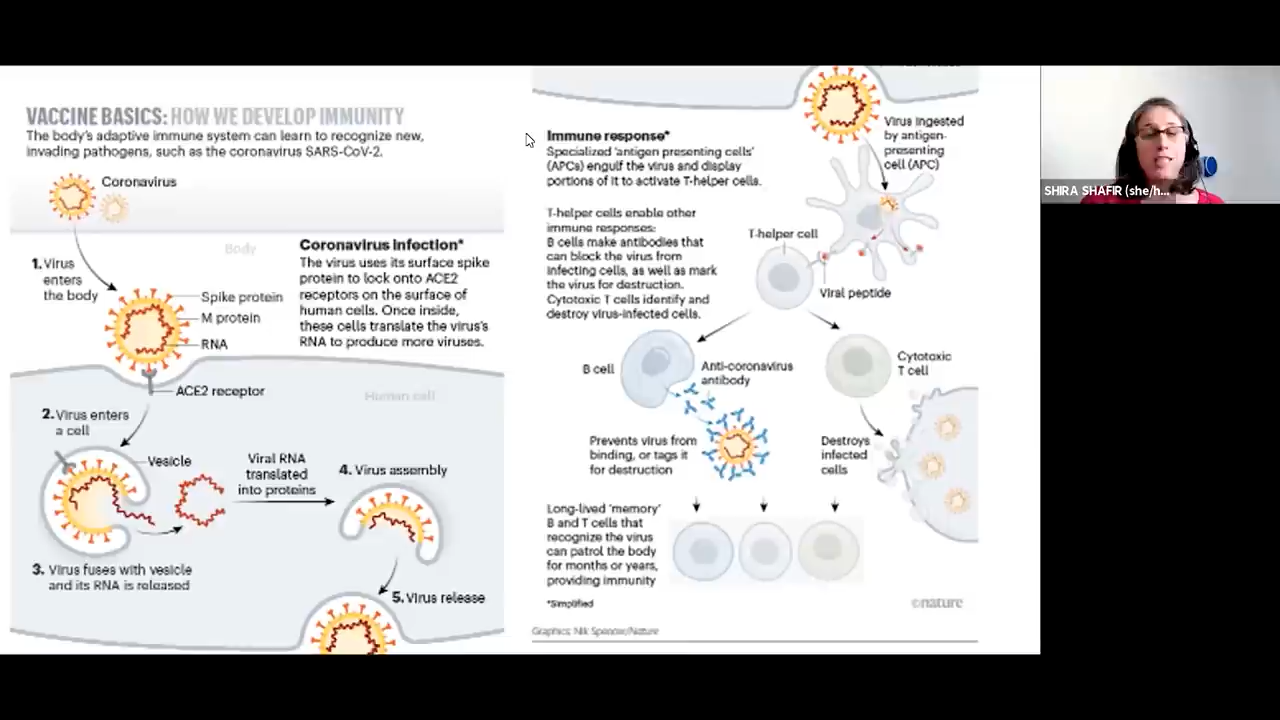 VACCINE BASICS: HOW WE DEVELOP IMMUNITY
The body's adaptive immune system can learn to recognize new,
invading pathogens, such as the coronavirus SARS-CoV-2.
Coronavirus
Body
1. Virus
enters
the body
Spike protein
M protein
RNA
Coronavirus infection*
The virus uses its surface spike
protein to lock onto ACE2
receptors on the surface of
human cells. Once inside,
these cells translate the virus's
RNA to produce more viruses.
ACE2 receptor
Human cell
2. Virus enters
a cell
Vesicle
Viral RNA
translated
into proteins
4. Virus assembly
3. Virus fuses with vesicle
and its RNA is released
5. Virus release
Immune response*
Specialized 'antigen presenting cells'
(APCs) engulf the virus and display
portions of it to activate T-helper cells.
Virus ingested
by antigen-
presenting
cell (APC)
T-helper cells enable other
immune responses:
B cells make antibodies that
can block the virus from
infecting cells, as well as mark
the virus for destruction.
Cytotoxic T cells identify and
destroy virus-infected cells.
T-helper cell
Viral peptide
B cell
Anti-coronavirus
antibody
Cytotoxic
T cell
Prevents virus from
binding, or tags it
for destruction
Destroys
infected
cells
Long-lived 'memory'
B and T cells that
recognize the virus
can patrol the body
for months or years,
providing immunity
*Simplified
©nature
Graphics: Nik Spencer/Nature
SHIRA SHAFIR (she/h...